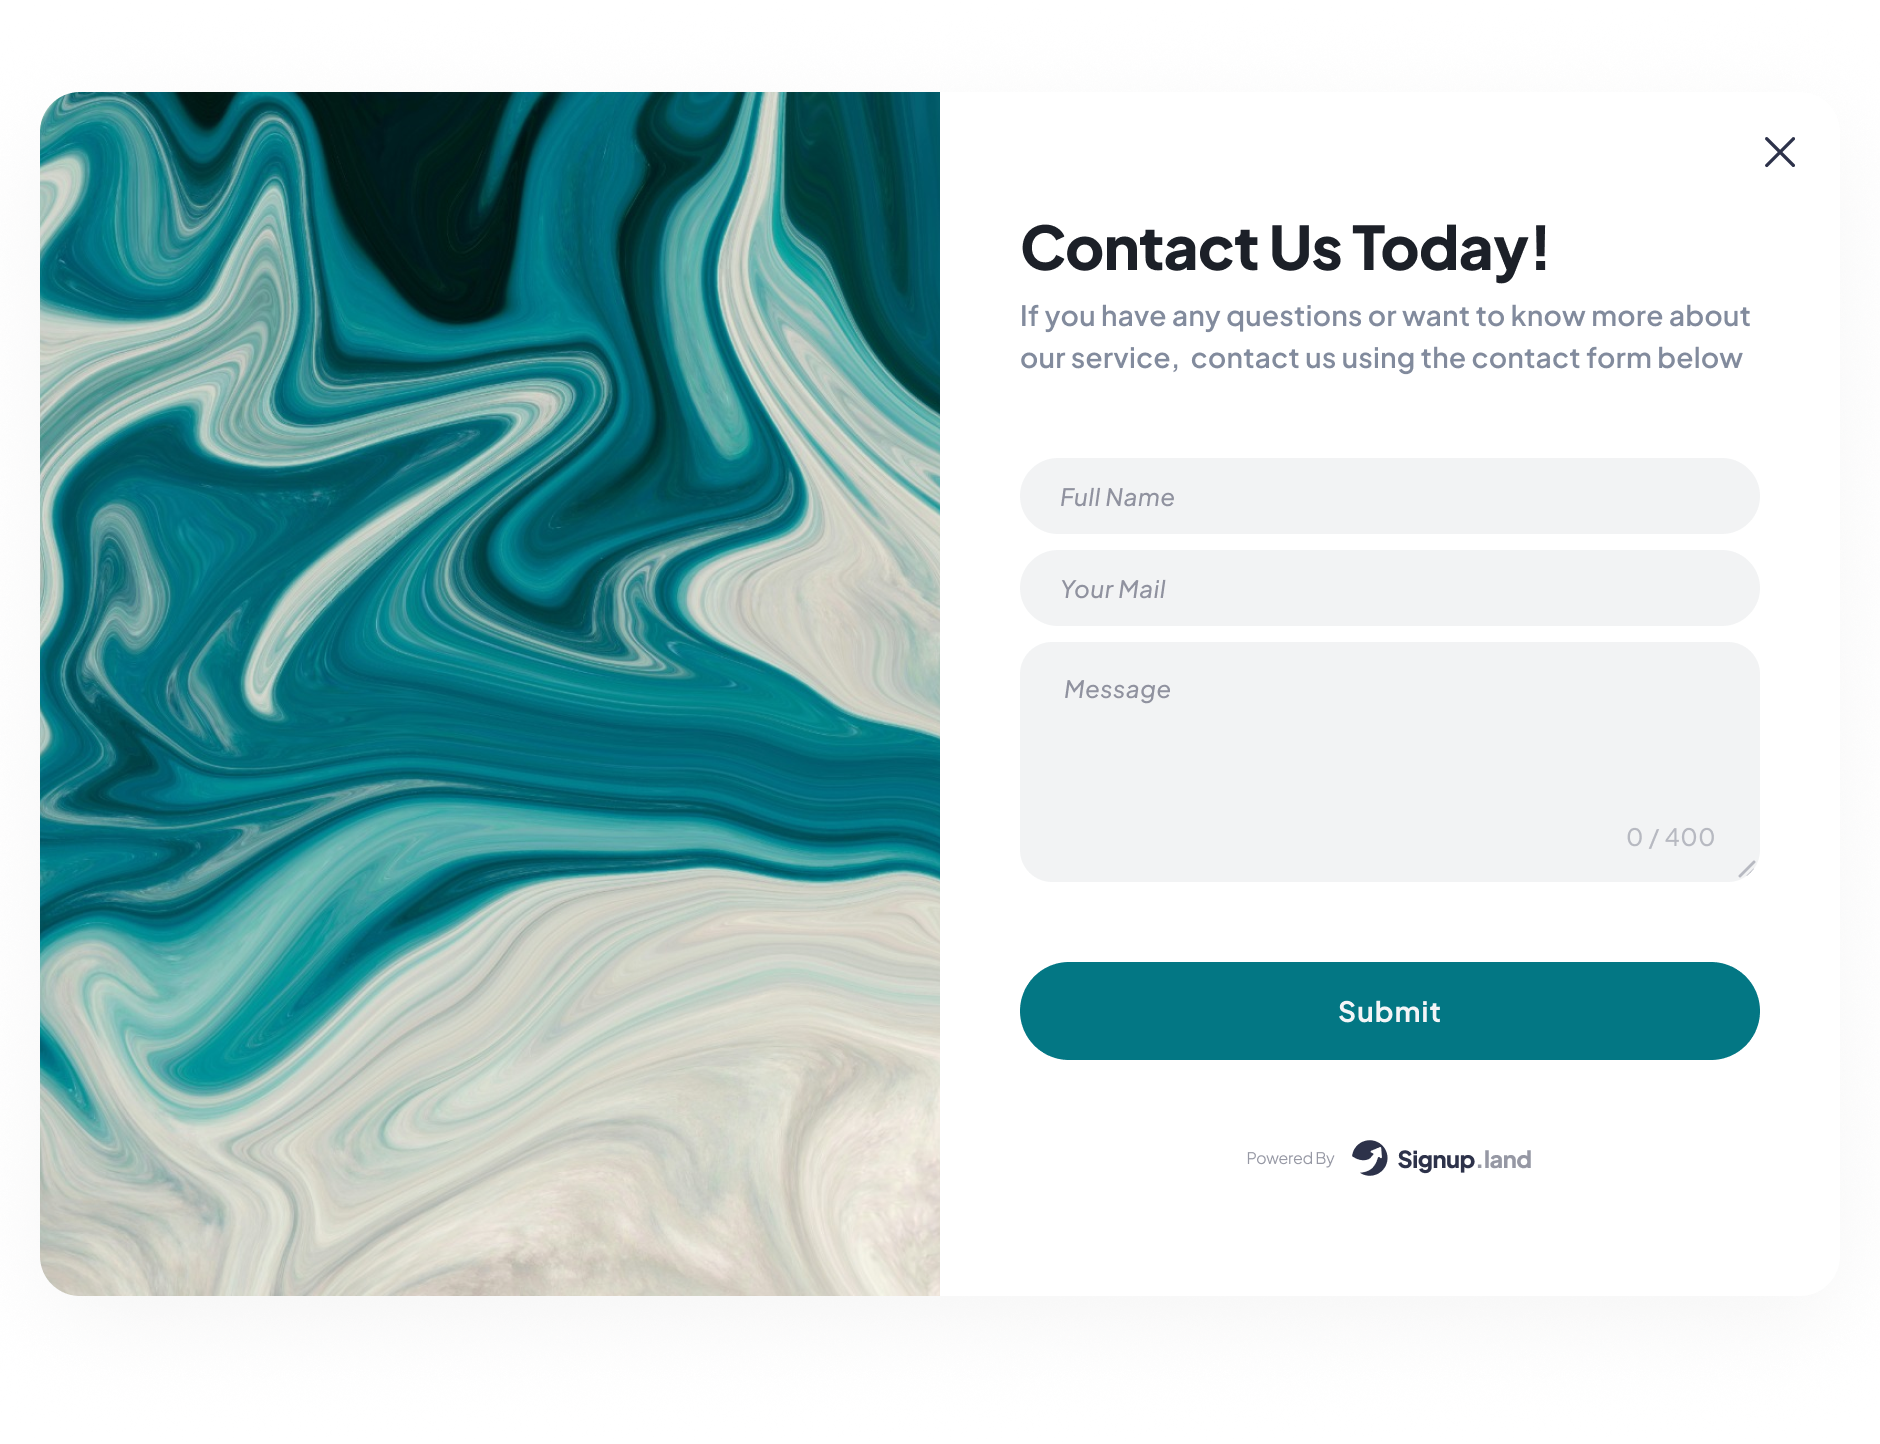 Contact Us Today!
If you have any questions or want to know more about
our service,  contact us using the contact form below
Full Name
Your Mail
Message
0 / 400
Submit
Powered By Signup.land